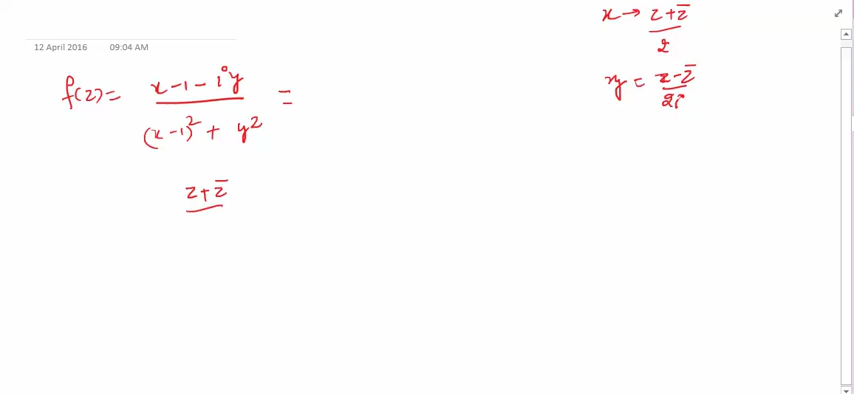 12 April 2016 09:04 AM
f(z) = (x - 1 - iy) / ((x - 1)² + y²) =
z + z̅
x → (z + z̅) / 2
y = (z - z̅) / 2i